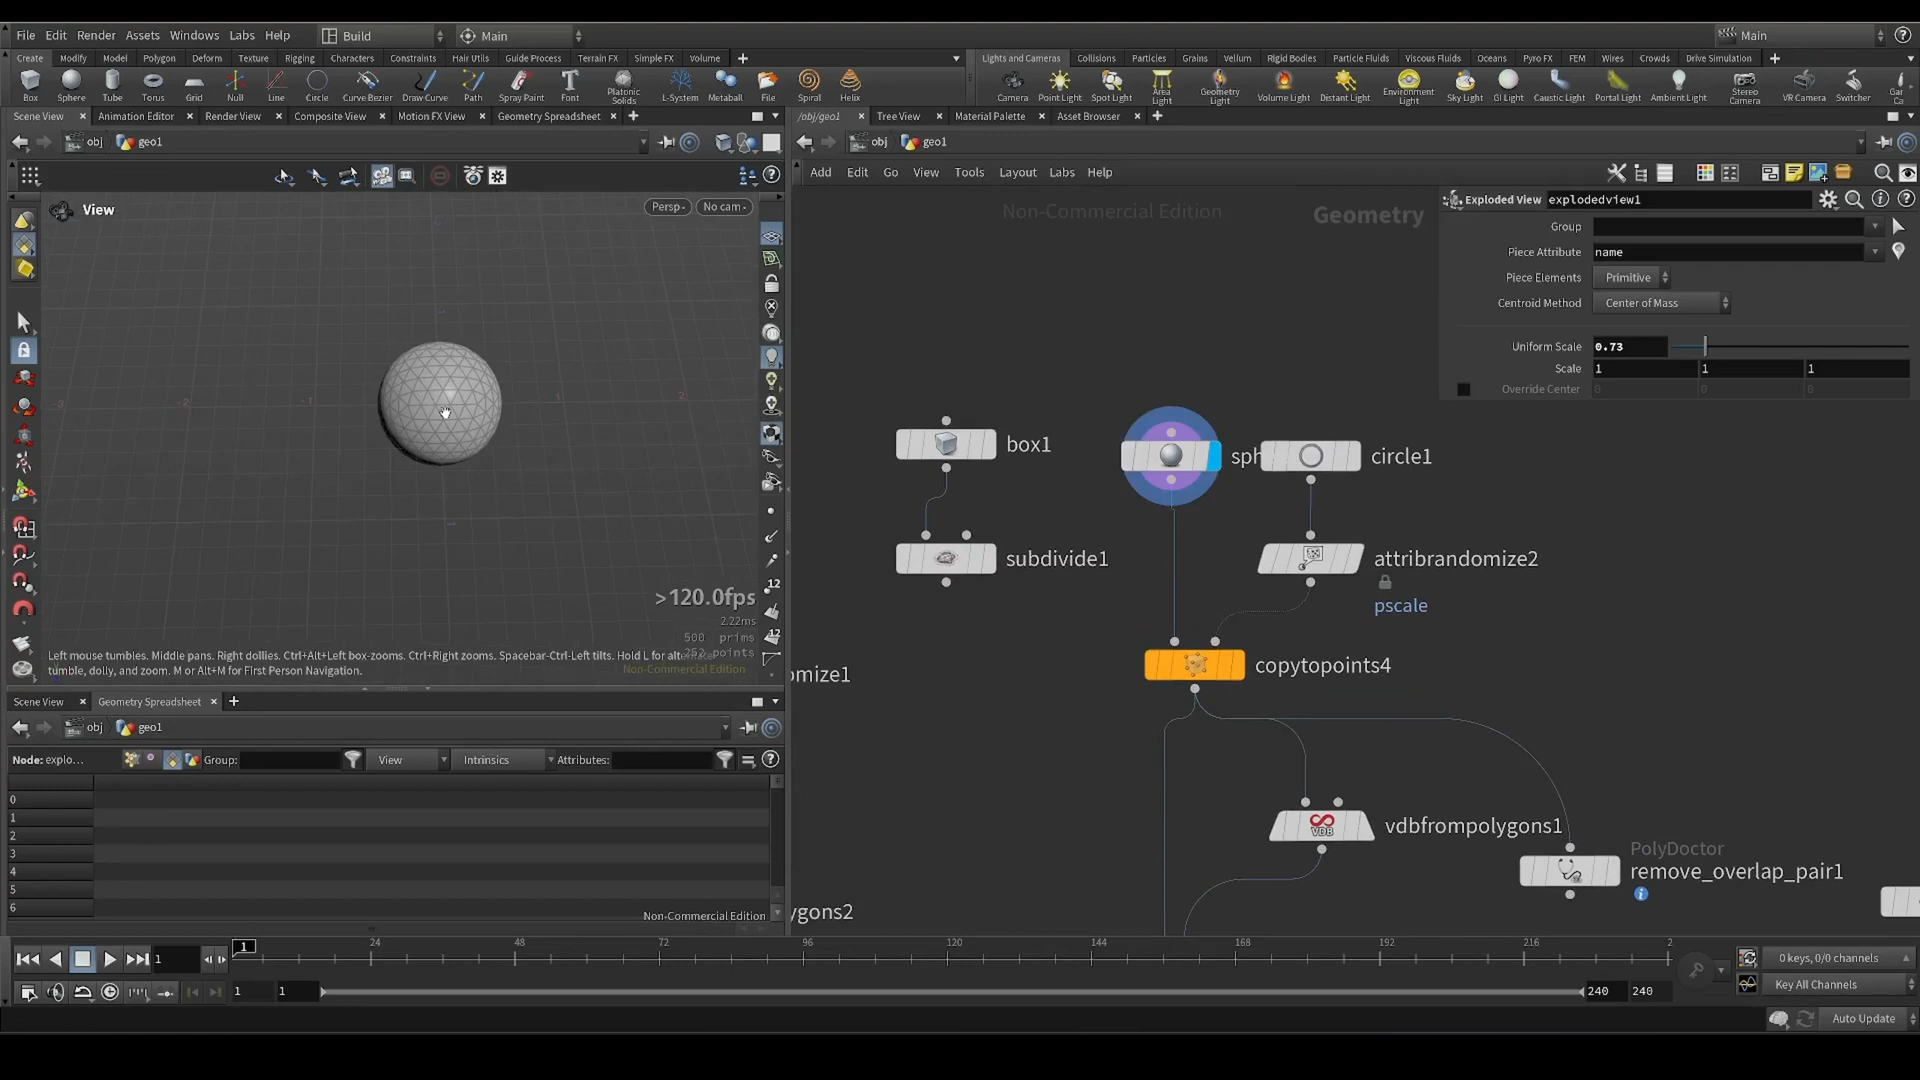 File Edit Render Assets Windows Labs Help Build Main Main
Create Modify Model Polygon Deform Texture Rigging Characters Constraints Hair Utils Guide Process Terrain FX Simple FX Volume
Lights and Cameras Collisions Particles Grains Vellum Rigid Bodies Particle Fluids Viscous Fluids Oceans Pyro FX FEM Wires Crowds Drive Simulation
Box Sphere Tube Torus Grid Null Line Circle Curve Bezier Draw Curve Path Spray Paint Font Platonic Solids L-System Metaball File Spiral Helix
Camera Point Light Spot Light Area Light Geometry Light Volume Light Distant Light Environment Light Sky Light GI Light Caustic Light Portal Light Ambient Light Stereo Camera VR Camera Switcher
Scene View Animation Editor Render View Composite View Motion FX View Geometry Spreadsheet
/obj/geo1 Tree View Material Palette Asset Browser
obj geo1
obj geo1
Add Edit Go View Tools Layout Labs Help
View Persp No cam
Non-Commercial Edition Geometry
Exploded View explodedview1
Group
Piece Attribute name
Piece Elements Primitive
Centroid Method Center of Mass
Uniform Scale 0.73
Scale 1 1 1
Override Center 0 0 0
box1
sph
circle1
subdivide1
attribrandomize2
pscale
copytopoints4
omize1
vdbfrompolygons1
VDB
PolyDoctor
remove_overlap_pair1
ygons2
>120.0fps
2.22ms
500 prims
252 points
Left mouse tumbles. Middle pans. Right dollies. Ctrl+Alt+Left box-zooms. Ctrl+Right zooms. Spacebar-Ctrl-Left tilts. Hold L for alte
tumble, dolly, and zoom. M or Alt+M for First Person Navigation.
Non-Commercial Edition
Scene View Geometry Spreadsheet
obj geo1
Node: explo... Group: View Intrinsics Attributes:
0
1
2
3
4
5
6
Non-Commercial Edition
1 24 48 72 96 120 144 168 192 216 2
1
0 keys, 0/0 channels
1 1 240 240
Key All Channels
Auto Update